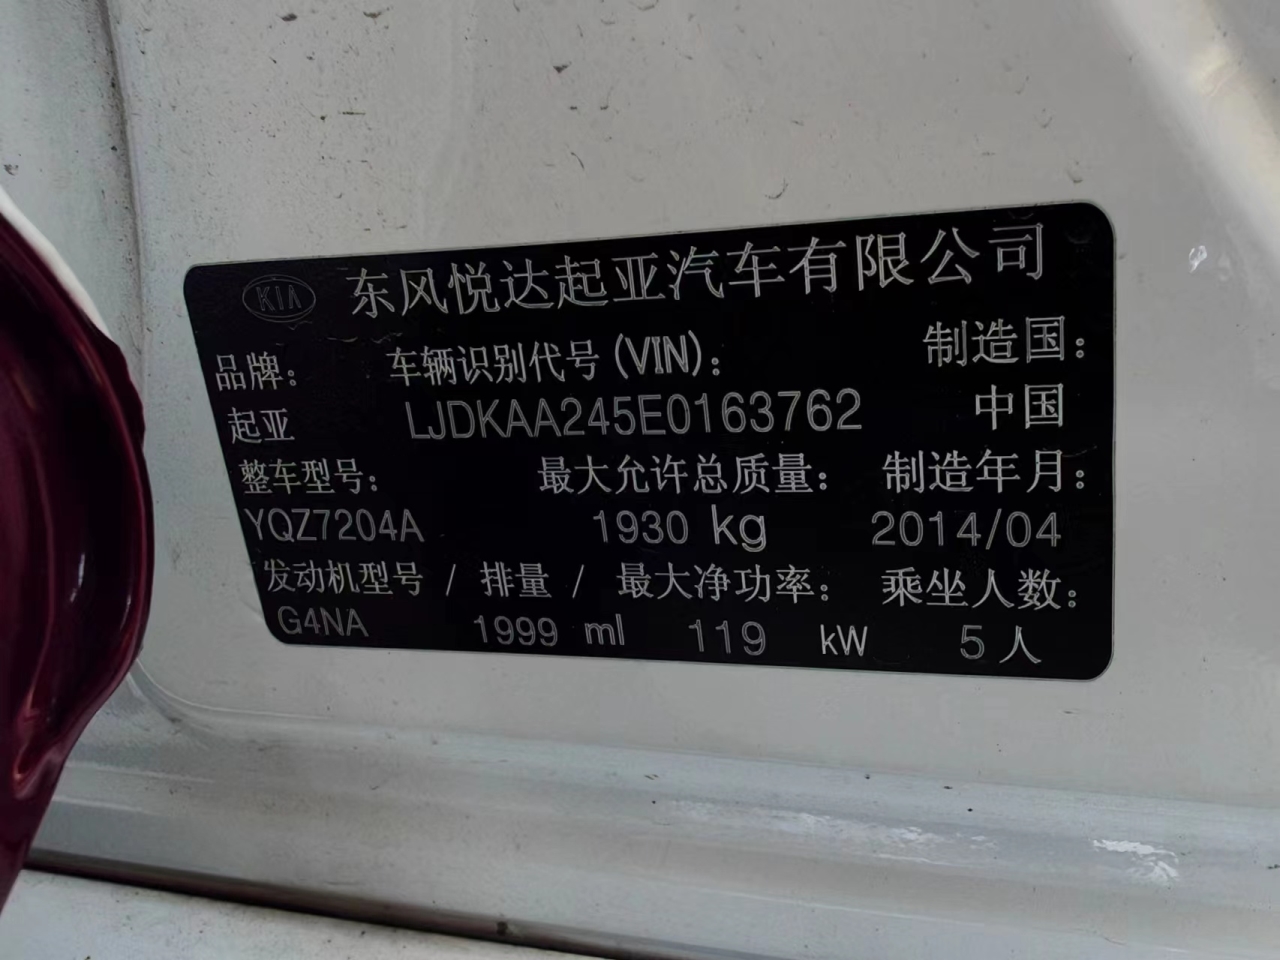 KIA 东风悦达起亚汽车有限公司
品牌: 车辆识别代号(VIN): 制造国:
起亚 LJDKAA245E0163762 中国
整车型号: 最大允许总质量: 制造年月:
YQZ7204A 1930 kg 2014/04
发动机型号 / 排量 / 最大净功率: 乘坐人数:
G4NA 1999 ml 119 kW 5人